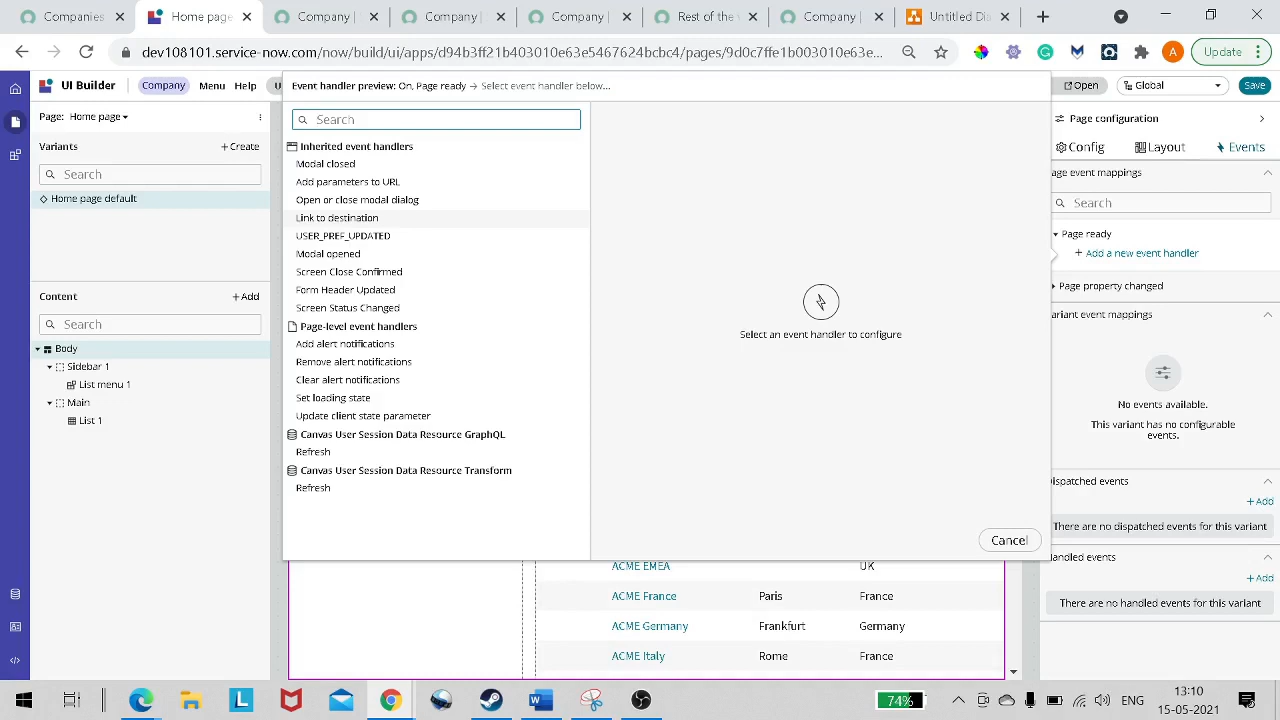 Companies
Home page
Company |
Company |
Company |
Rest of the
Company
Untitled Dia
dev108101.service-now.com/now/build/ui/apps/d94b3ff21b403010e63e5467624bcbc4/pages/9d0c7ffe1b003010e63e...
A
Update
UI Builder
Company
Menu
Help
U
Event handler preview: On. Page ready → Select event handler below...
Open
Global
Save
Page: Home page
Variants
+ Create
Search
Home page default
Content
+ Add
Search
Body
Sidebar 1
List menu 1
Main
List 1
Search
Inherited event handlers
Modal closed
Add parameters to URL
Open or close modal dialog
Link to destination
USER_PREF_UPDATED
Modal opened
Screen Close Confirmed
Form Header Updated
Screen Status Changed
Page-level event handlers
Add alert notifications
Remove alert notifications
Clear alert notifications
Set loading state
Update client state parameter
Canvas User Session Data Resource GraphQL
Refresh
Canvas User Session Data Resource Transform
Refresh
Select an event handler to configure
Cancel
ACME EMEA UK
ACME France Paris France
ACME Germany Frankfurt Germany
ACME Italy Rome France
Page configuration
Config
Layout
Events
age event mappings
Search
Page ready
+ Add a new event handler
Page property changed
ariant event mappings
No events available.
This variant has no configurable
events.
ispatched events
+ Add
There are no dispatched events for this variant
andled events
+ Add
There are no handled events for this variant
L
W
74%
ENG
13:10
15-05-2021